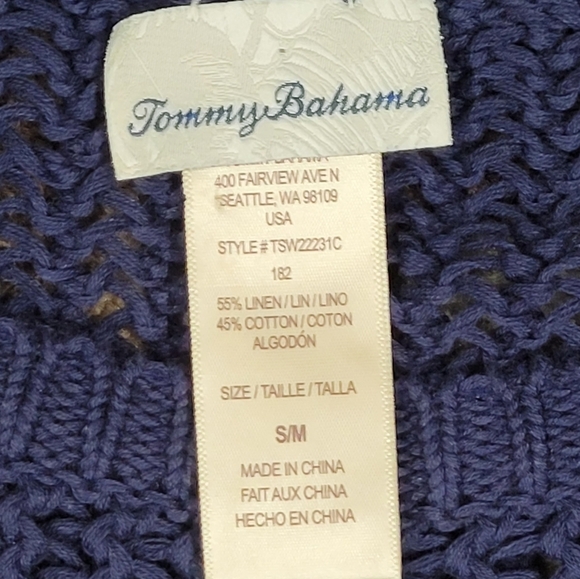 Tommy Bahama
400 FAIRVIEW AVE N
SEATTLE, WA 98109
USA
STYLE # TSW22231C
182
55% LINEN / LIN / LINO
45% COTTON / COTON
ALGODÓN
SIZE / TAILLE / TALLA
S/M
MADE IN CHINA
FAIT AUX CHINA
HECHO EN CHINA